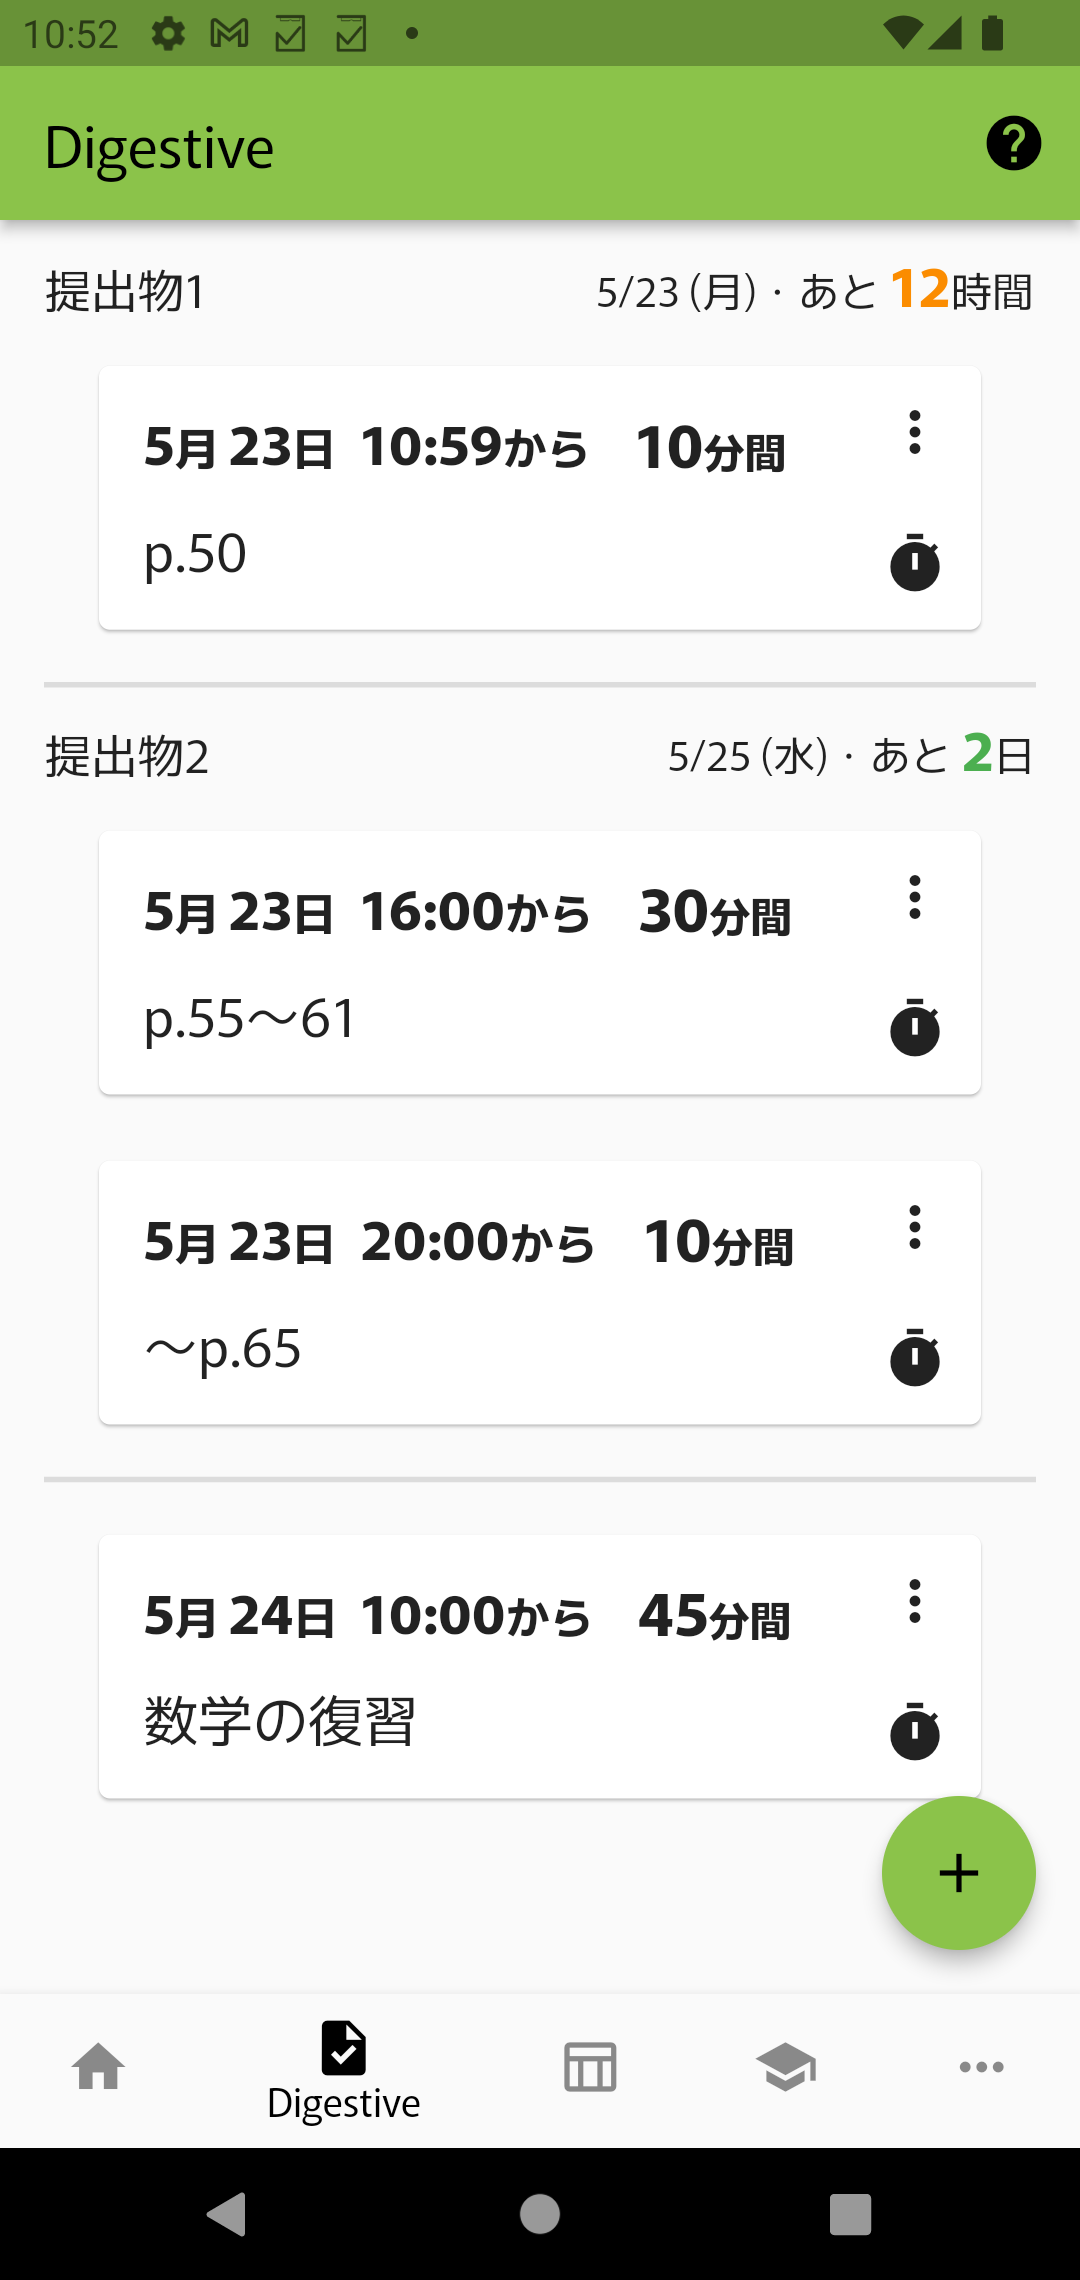 10:52
Digestive
提出物1 5/23 (月)・あと 12時間
5月 23日 10:59から 10分間
p.50
提出物2 5/25 (水)・あと 2日
5月 23日 16:00から 30分間
p.55〜61
5月 23日 20:00から 10分間
〜p.65
5月 24日 10:00から 45分間
数学の復習
Digestive